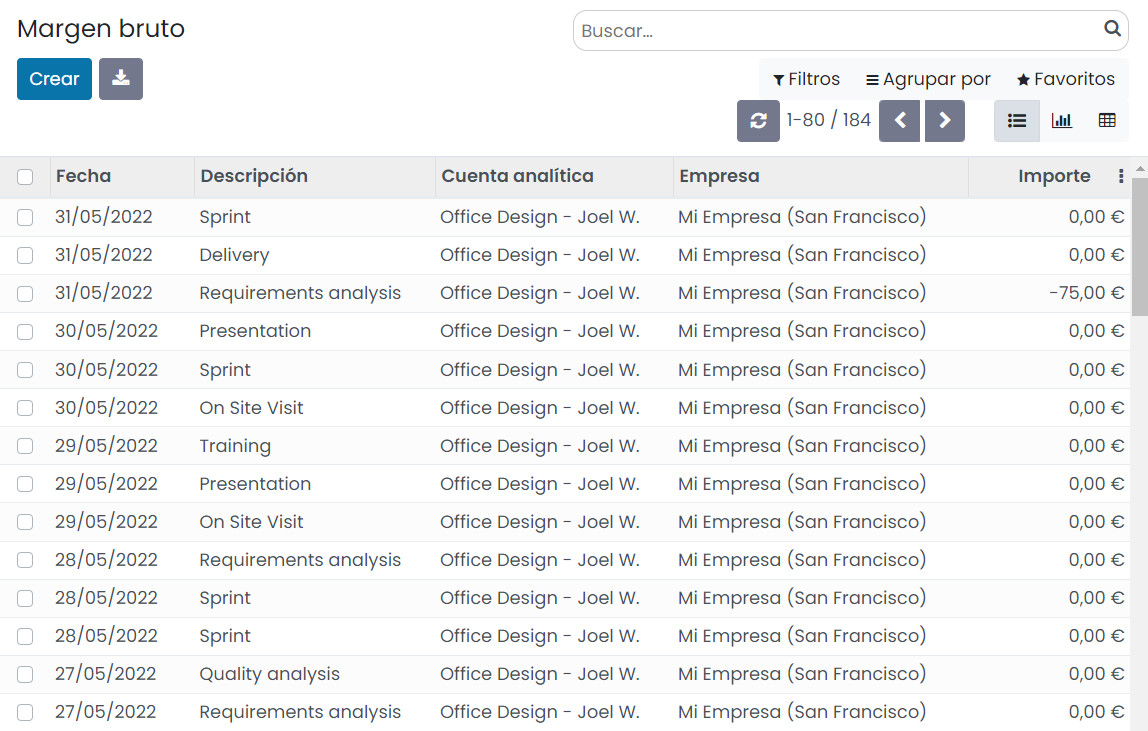 Margen bruto
Buscar...
Crear
Filtros Agrupar por Favoritos
1-80 / 184
Fecha Descripción Cuenta analítica Empresa Importe
31/05/2022 Sprint Office Design - Joel W. Mi Empresa (San Francisco) 0,00 €
31/05/2022 Delivery Office Design - Joel W. Mi Empresa (San Francisco) 0,00 €
31/05/2022 Requirements analysis Office Design - Joel W. Mi Empresa (San Francisco) -75,00 €
30/05/2022 Presentation Office Design - Joel W. Mi Empresa (San Francisco) 0,00 €
30/05/2022 Sprint Office Design - Joel W. Mi Empresa (San Francisco) 0,00 €
30/05/2022 On Site Visit Office Design - Joel W. Mi Empresa (San Francisco) 0,00 €
29/05/2022 Training Office Design - Joel W. Mi Empresa (San Francisco) 0,00 €
29/05/2022 Presentation Office Design - Joel W. Mi Empresa (San Francisco) 0,00 €
29/05/2022 On Site Visit Office Design - Joel W. Mi Empresa (San Francisco) 0,00 €
28/05/2022 Requirements analysis Office Design - Joel W. Mi Empresa (San Francisco) 0,00 €
28/05/2022 Sprint Office Design - Joel W. Mi Empresa (San Francisco) 0,00 €
28/05/2022 Sprint Office Design - Joel W. Mi Empresa (San Francisco) 0,00 €
27/05/2022 Quality analysis Office Design - Joel W. Mi Empresa (San Francisco) 0,00 €
27/05/2022 Requirements analysis Office Design - Joel W. Mi Empresa (San Francisco) 0,00 €